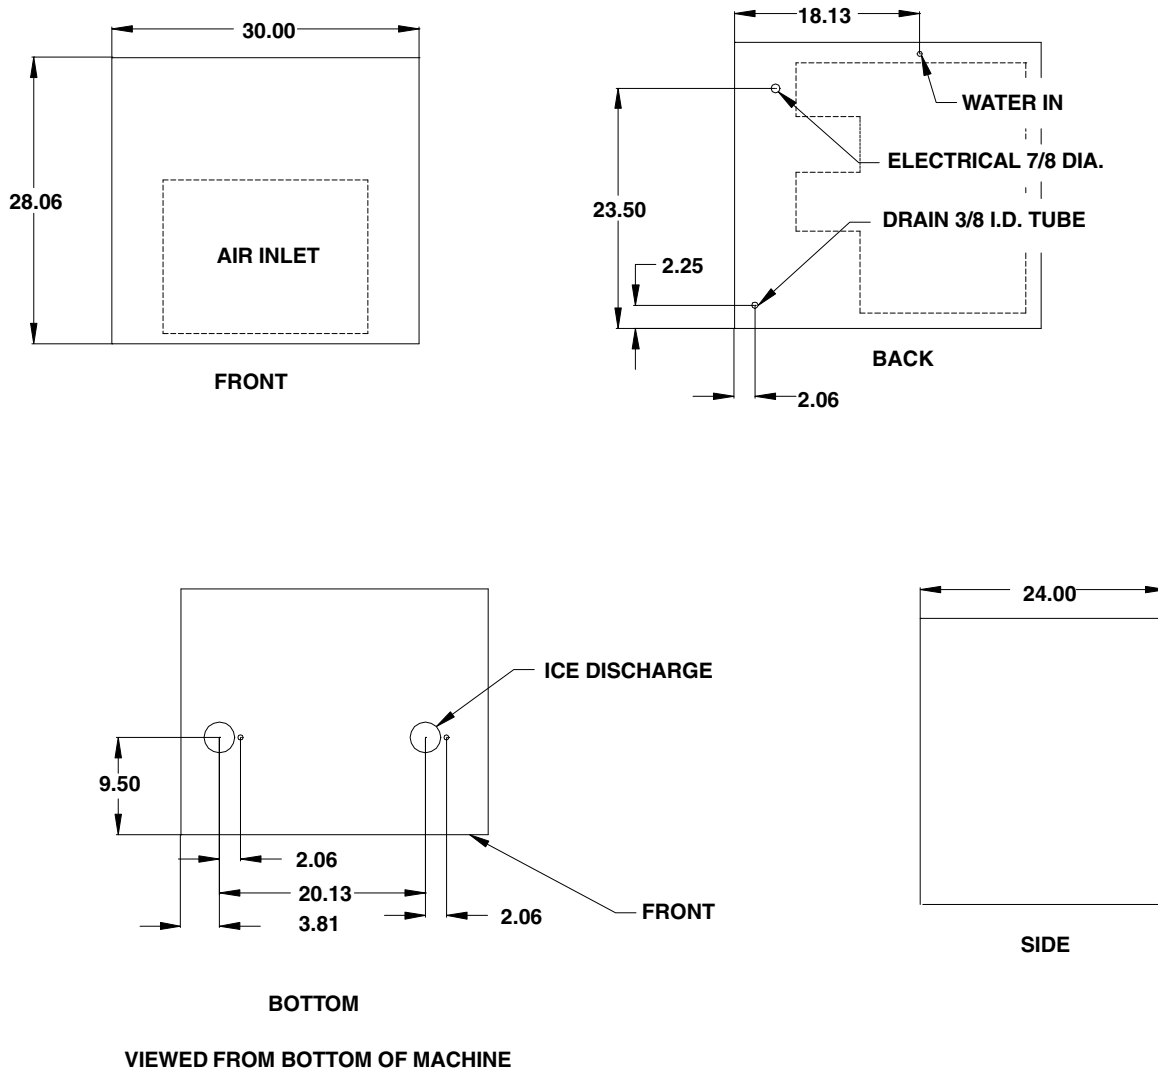 30.00
28.06
AIR INLET
FRONT
18.13
WATER IN
ELECTRICAL 7/8 DIA.
23.50
DRAIN 3/8 I.D. TUBE
2.25
BACK
2.06
ICE DISCHARGE
9.50
2.06
20.13
3.81
2.06
FRONT
BOTTOM
VIEWED FROM BOTTOM OF MACHINE
24.00
SIDE